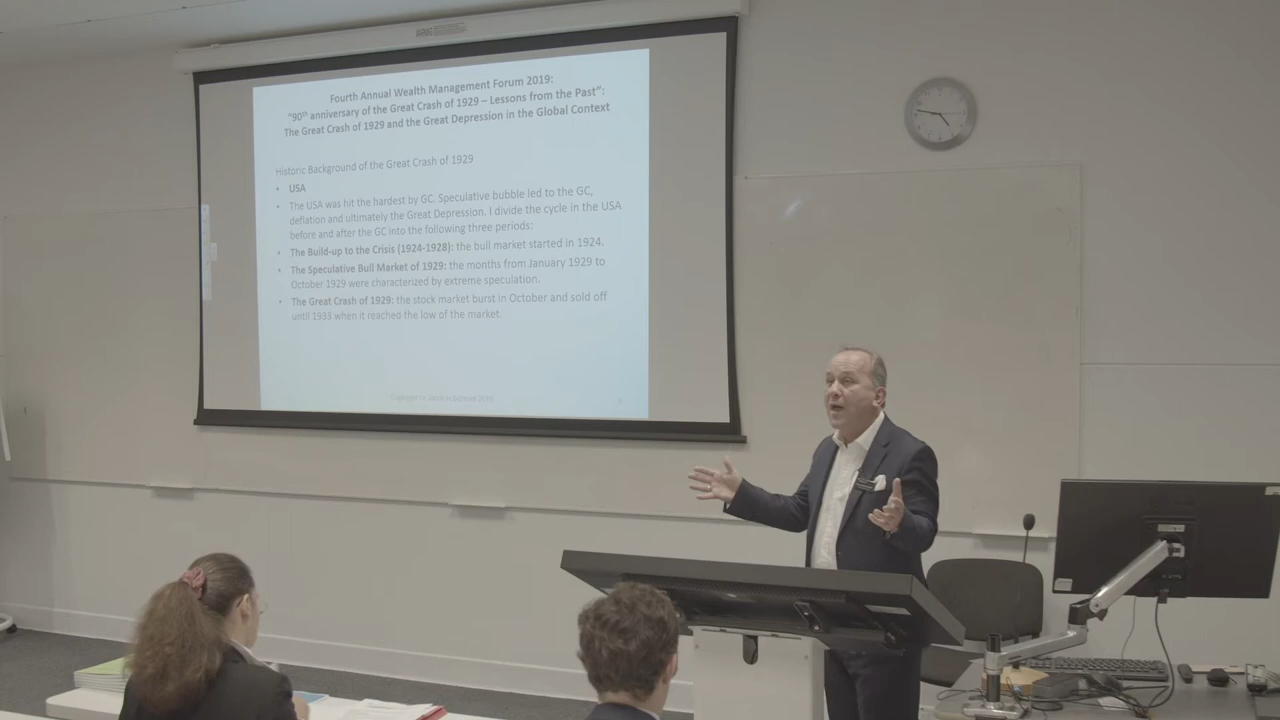 Fourth Annual Wealth Management Forum 2019:
"90th anniversary of the Great Crash of 1929 – Lessons from the Past":
The Great Crash of 1929 and the Great Depression in the Global Context
Historic Background of the Great Crash of 1929
• USA
• The USA was hit the hardest by GC. Speculative bubble led to the GC,
deflation and ultimately the Great Depression. I divide the cycle in the USA
before and after the GC into the following three periods:
• The Build-up to the Crisis (1924-1928): the bull market started in 1924.
• The Speculative Bull Market of 1929: the months from January 1929 to
October 1929 were characterized by extreme speculation.
• The Great Crash of 1929: the stock market burst in October and sold off
until 1933 when it reached the low of the market.